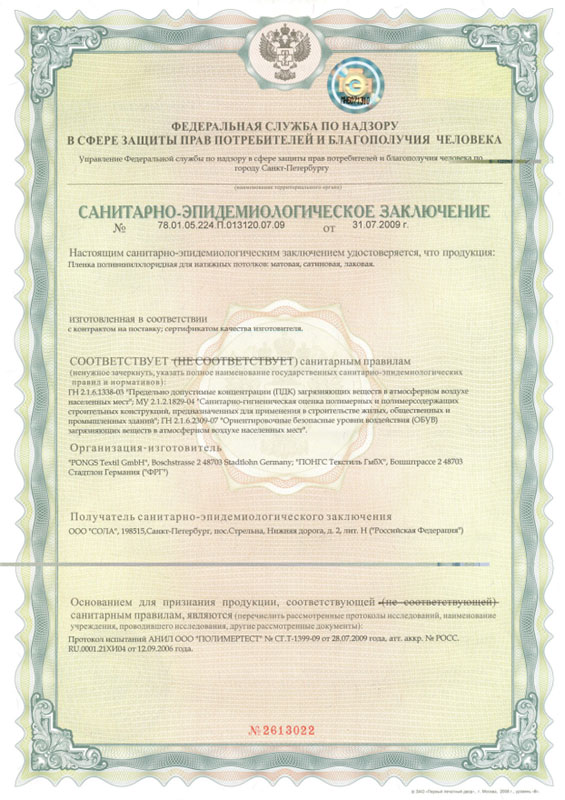 ФЕДЕРАЛЬНАЯ СЛУЖБА ПО НАДЗОРУ
В СФЕРЕ ЗАЩИТЫ ПРАВ ПОТРЕБИТЕЛЕЙ И БЛАГОПОЛУЧИЯ ЧЕЛОВЕКА
Управление Федеральной службы по надзору в сфере защиты прав потребителей и благополучия человека по
городу Санкт-Петербургу
(наименование территориального органа)
САНИТАРНО-ЭПИДЕМИОЛОГИЧЕСКОЕ ЗАКЛЮЧЕНИЕ
№ 78.01.05.224.П.013120.07.09 от 31.07.2009 г.
Настоящим санитарно-эпидемиологическим заключением удостоверяется, что продукция:
Пленка поливинилхлоридная для натяжных потолков: матовая, сатиновая, лаковая.
изготовленная в соответствии
с контрактом на поставку; сертификатом качества изготовителя.
СООТВЕТСТВУЕТ (НЕ СООТВЕТСТВУЕТ) санитарным правилам
(ненужное зачеркнуть, указать полное наименование государственных санитарно-эпидемиологических
правил и нормативов):
ГН 2.1.6.1338-03 "Предельно допустимые концентрации (ПДК) загрязняющих веществ в атмосферном воздухе
населенных мест"; МУ 2.1.2.1829-04 "Санитарно-гигиеническая оценка полимерных и полимерсодержащих
строительных конструкций, предназначенных для применения в строительстве жилых, общественных и
промышленных зданий"; ГН 2.1.6.2309-07 "Ориентировочные безопасные уровни воздействия (ОБУВ)
загрязняющих веществ в атмосферном воздухе населенных мест".
Организация-изготовитель
"PONGS Textil GmbH", Boschstrasse 2 48703 Stadtlohn Germany; "ПОНГС Текстиль ГмбХ", Бошштрассе 2 48703
Стадтлон Германия ("ФРГ")
Получатель санитарно-эпидемиологического заключения
ООО "СОЛА", 198515,Санкт-Петербург, пос.Стрельна, Нижняя дорога, д. 2, лит. Н ("Российская Федерация")
Основанием для признания продукции, соответствующей (не соответствующей)
санитарным правилам, являются (перечислить рассмотренные протоколы исследований, наименование
учреждения, проводившего исследования, другие рассмотренные документы):
Протокол испытаний АНИЛ ООО "ПОЛИМЕРТЕСТ" № СГ.Т-1399-09 от 28.07.2009 года, атт. аккр. № РОСС.
RU.0001.21ХИ04 от 12.09.2006 года.
№2613022
© ЗАО «Первый печатный двор», г. Москва, 2008 г., уровень «В»